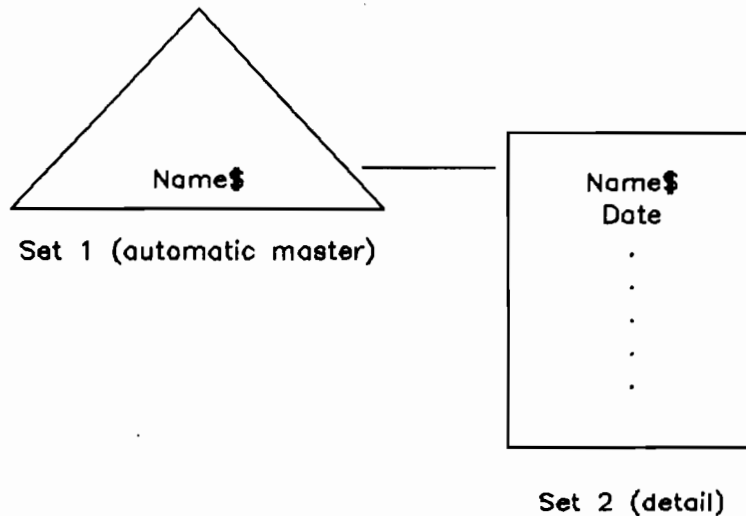 Name$
Set 1 (automatic master)
Name$
Date
.
.
.
.
.
Set 2 (detail)